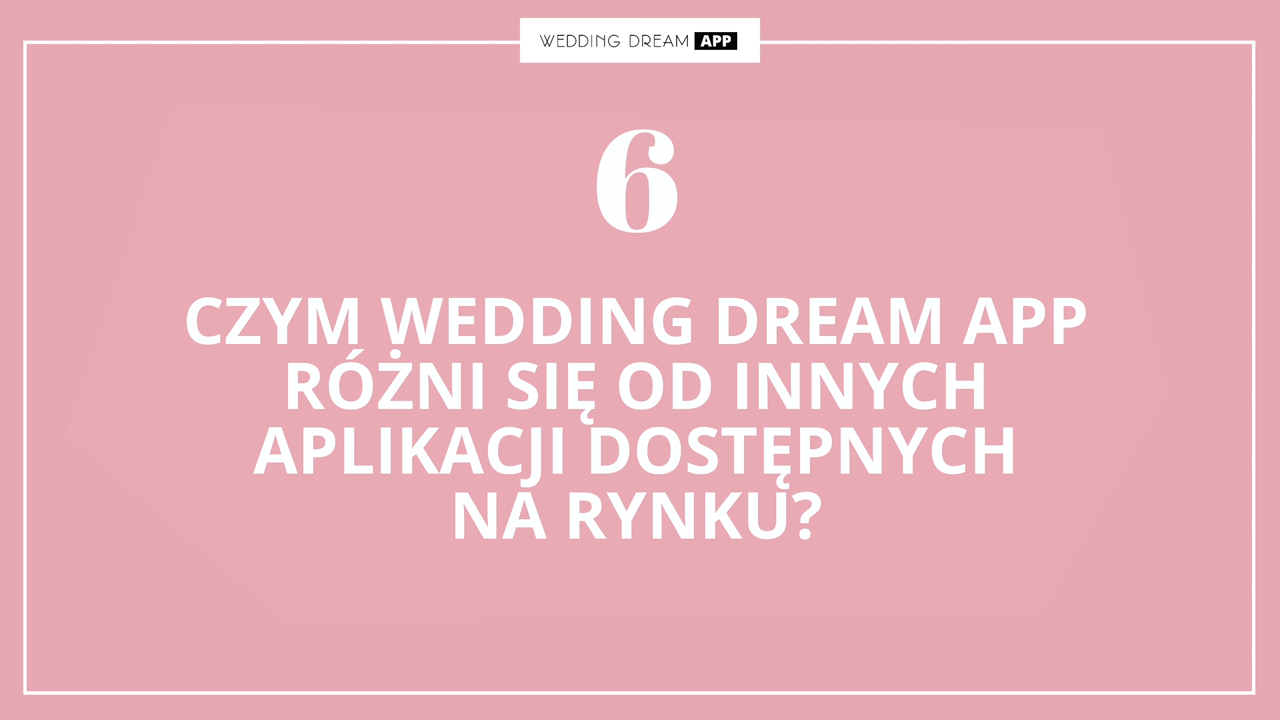 WEDDING DREAM APP
6
CZYM WEDDING DREAM APP
RÓŻNI SIĘ OD INNYCH
APLIKACJI DOSTĘPNYCH
NA RYNKU?